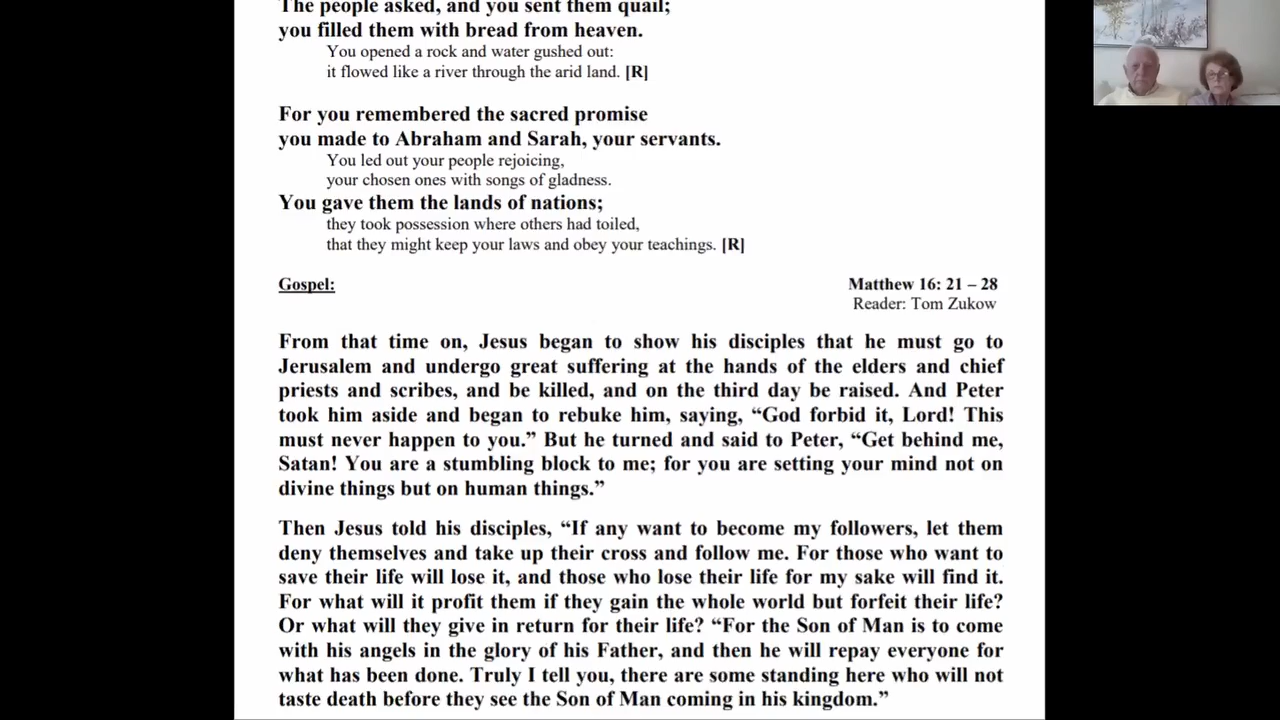 The people asked, and you sent them quail;
you filled them with bread from heaven.
You opened a rock and water gushed out:
it flowed like a river through the arid land. [R]
For you remembered the sacred promise
you made to Abraham and Sarah, your servants.
You led out your people rejoicing,
your chosen ones with songs of gladness.
You gave them the lands of nations;
they took possession where others had toiled,
that they might keep your laws and obey your teachings. [R]
Gospel: Matthew 16: 21 – 28
Reader: Tom Zukow
From that time on, Jesus began to show his disciples that he must go to
Jerusalem and undergo great suffering at the hands of the elders and chief
priests and scribes, and be killed, and on the third day be raised. And Peter
took him aside and began to rebuke him, saying, “God forbid it, Lord! This
must never happen to you.” But he turned and said to Peter, “Get behind me,
Satan! You are a stumbling block to me; for you are setting your mind not on
divine things but on human things.”
Then Jesus told his disciples, “If any want to become my followers, let them
deny themselves and take up their cross and follow me. For those who want to
save their life will lose it, and those who lose their life for my sake will find it.
For what will it profit them if they gain the whole world but forfeit their life?
Or what will they give in return for their life? “For the Son of Man is to come
with his angels in the glory of his Father, and then he will repay everyone for
what has been done. Truly I tell you, there are some standing here who will not
taste death before they see the Son of Man coming in his kingdom.”